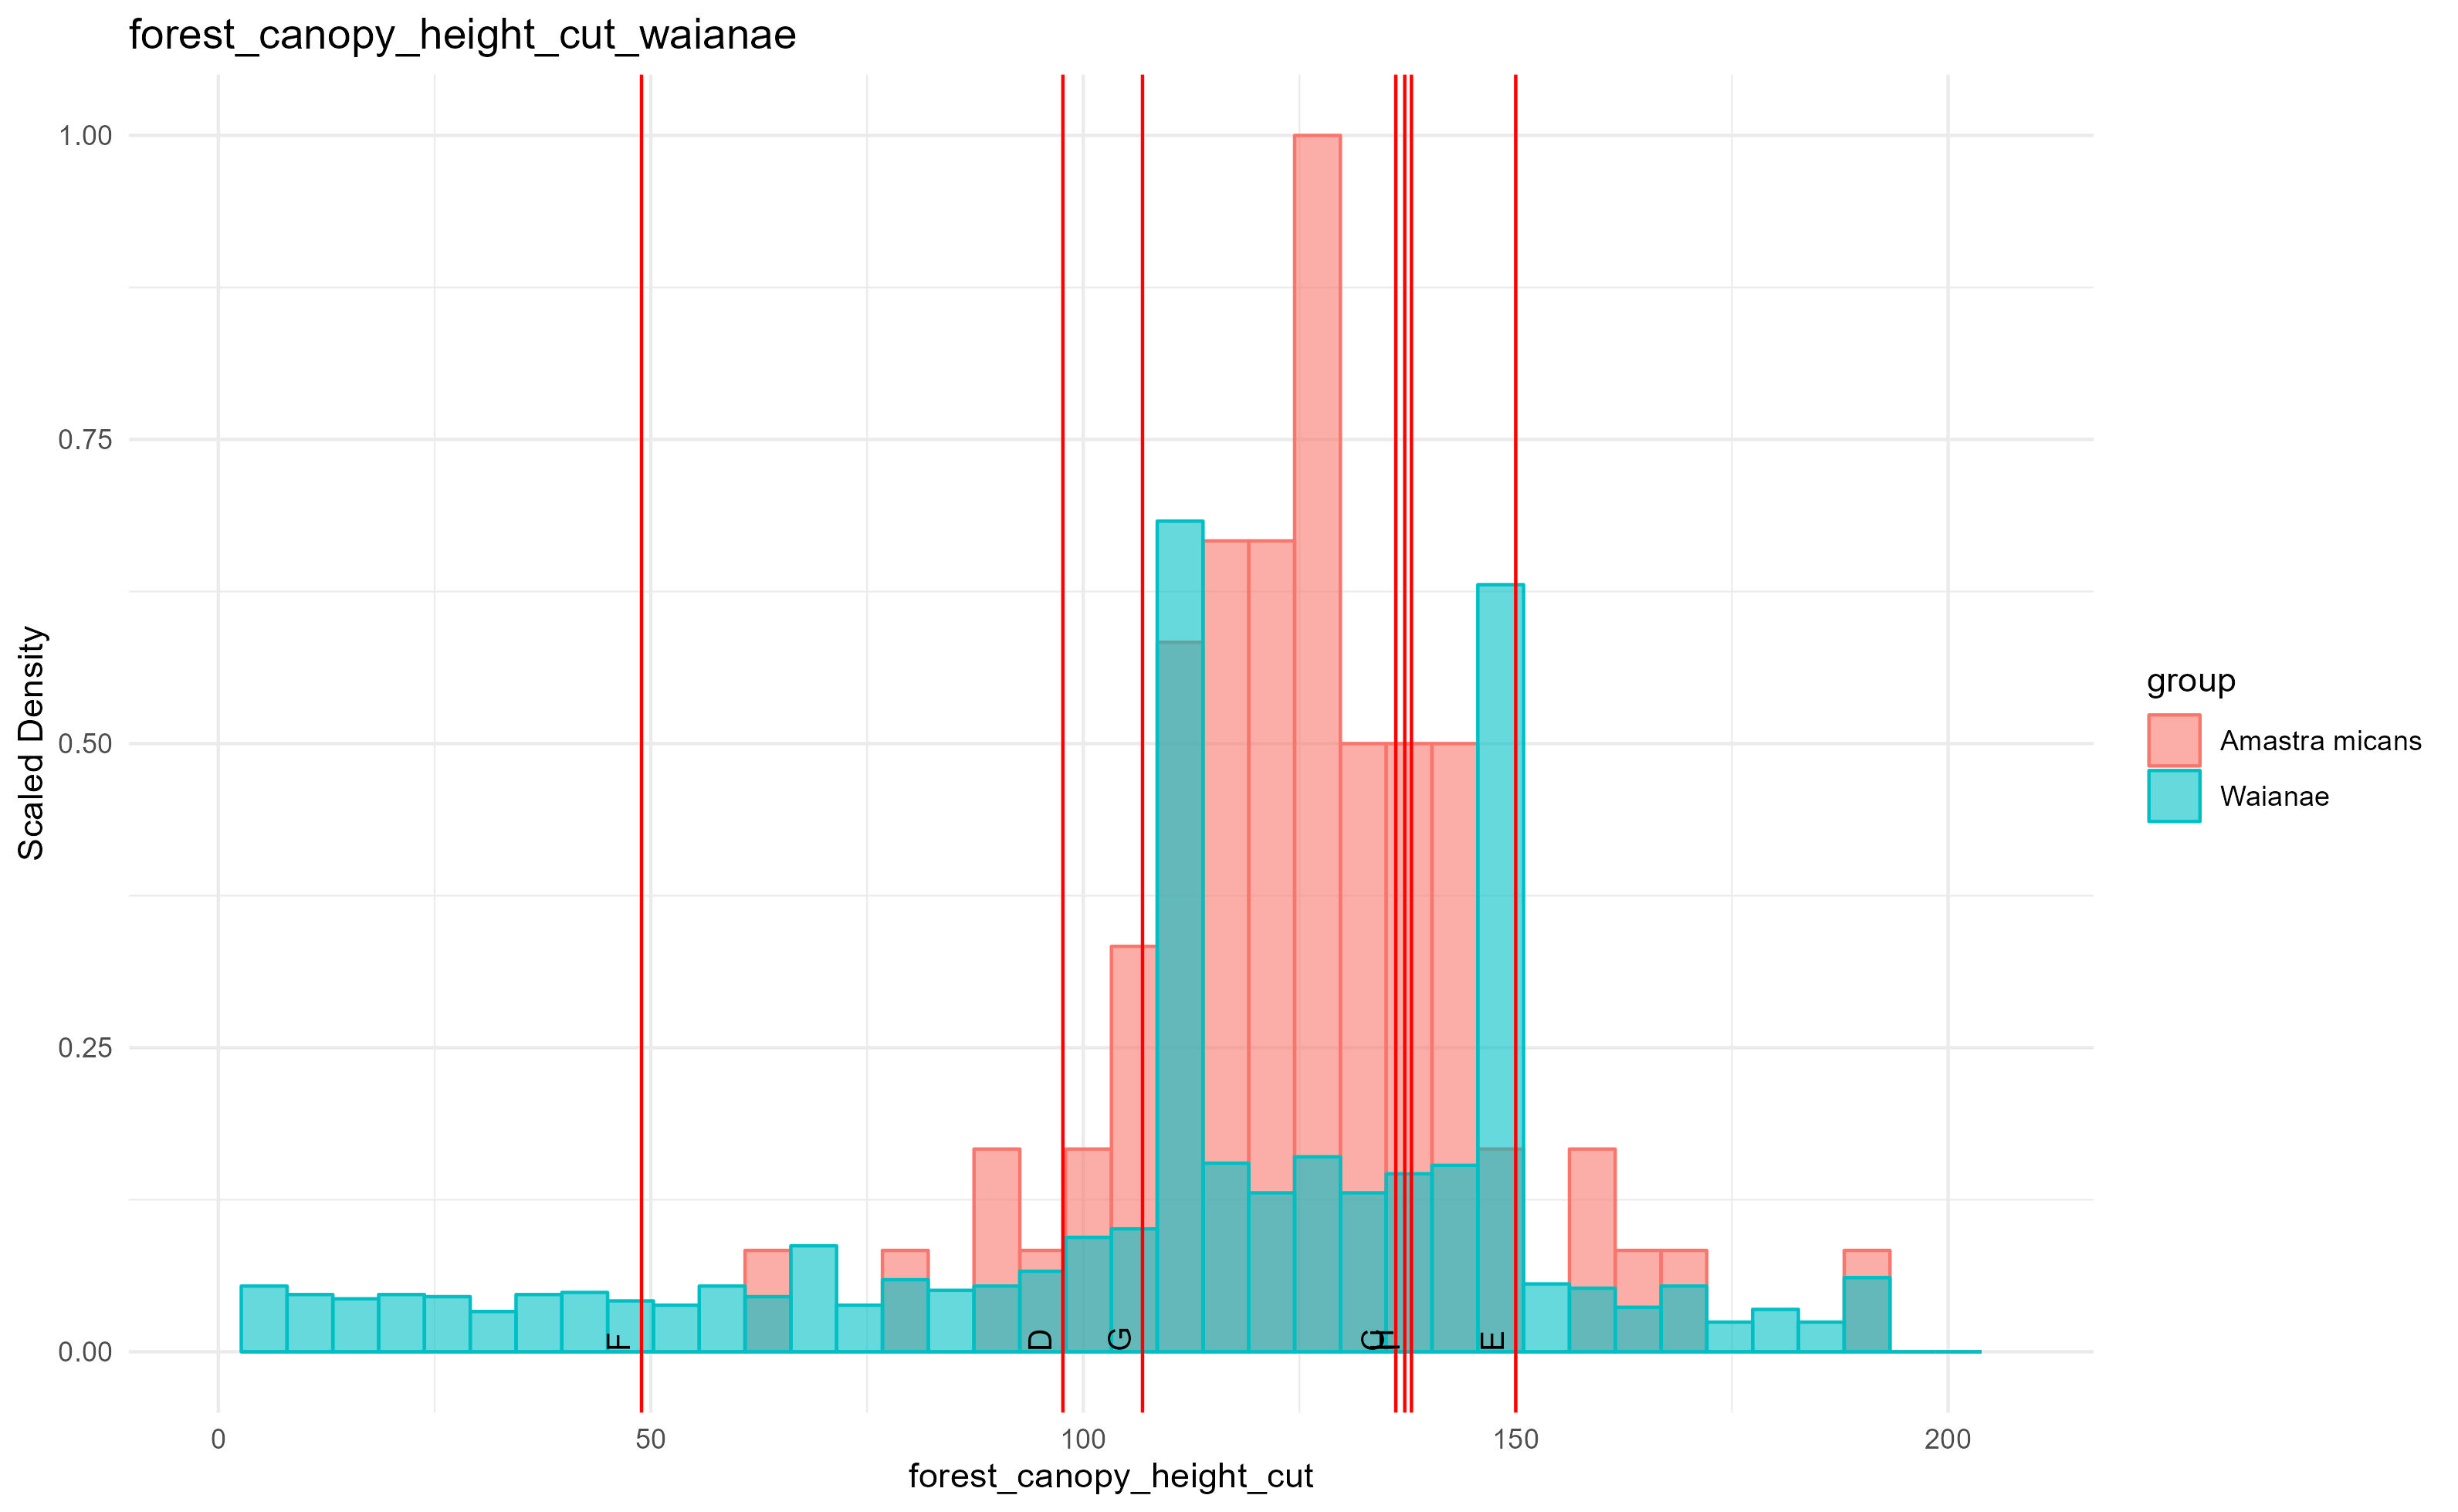 forest_canopy_height_cut_waianae
Scaled Density
1.00
0.75
0.50
0.25
0.00
F
D
G
E
0
50
100
150
200
forest_canopy_height_cut
group
Amastra micans
Waianae